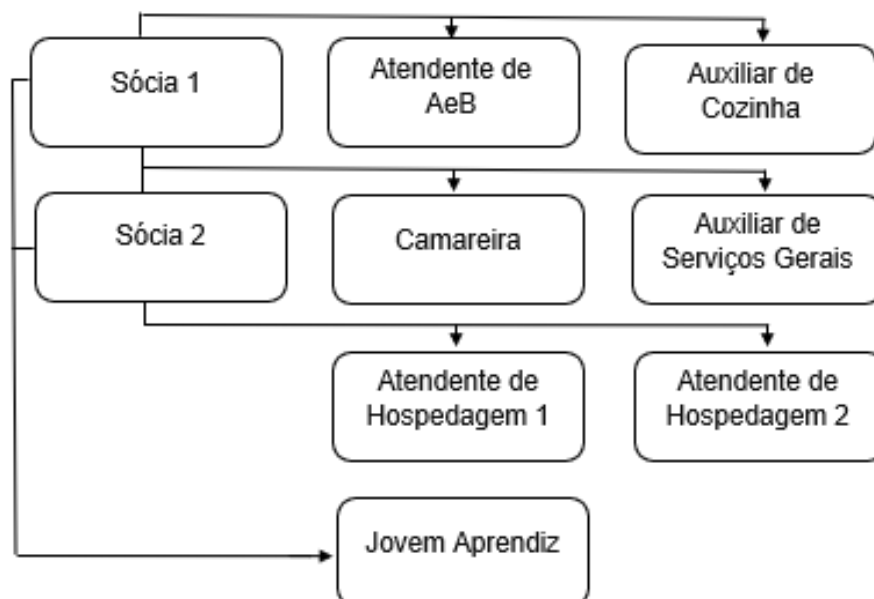 Sócia 1
Atendente de
AeB
Auxiliar de
Cozinha
Sócia 2
Camareira
Auxiliar de
Serviços Gerais
Atendente de
Hospedagem 1
Atendente de
Hospedagem 2
Jovem Aprendiz